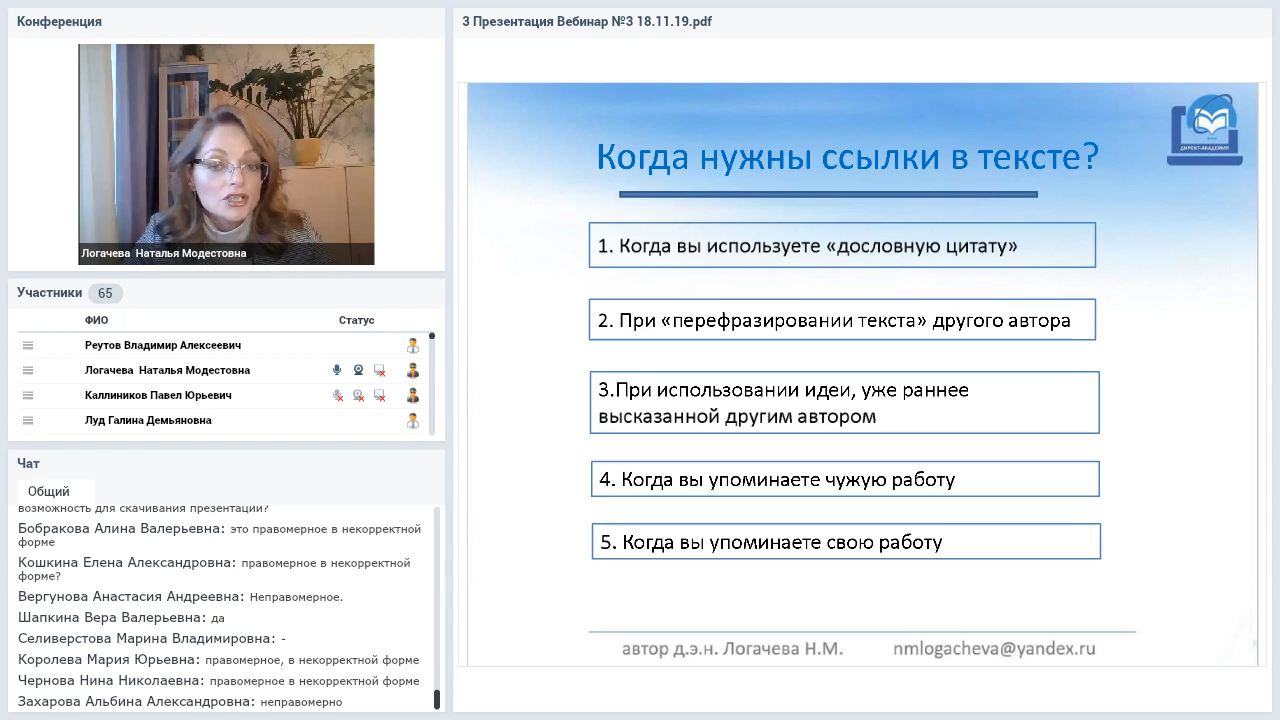 Конференция
Логачева Наталья Модестовна
Участники 65
ФИО Статус
Реутов Владимир Алексеевич
Логачева Наталья Модестовна
Каллиников Павел Юрьевич
Луд Галина Демьяновна
Чат
Общий
возможность для скачивания презентации?
Бобракова Алина Валерьевна: это правомерное в некорректной
форме
Кошкина Елена Александровна: правомерное в некорректной
форме?
Вергунова Анастасия Андреевна: Неправомерное.
Шапкина Вера Валерьевна: да
Селиверстова Марина Владимировна: -
Королева Мария Юрьевна: правомерное, в некорректной форме
Чернова Нина Николаевна: правомерное в некорректной форме
Захарова Альбина Александровна: неправомерно
3 Презентация Вебинар №3 18.11.19.pdf
ДИРЕКТ-АКАДЕМИЯ
Когда нужны ссылки в тексте?
1. Когда вы используете «дословную цитату»
2. При «перефразировании текста» другого автора
3.При использовании идеи, уже раннее
высказанной другим автором
4. Когда вы упоминаете чужую работу
5. Когда вы упоминаете свою работу
автор д.э.н. Логачева Н.М. nmlogacheva@yandex.ru